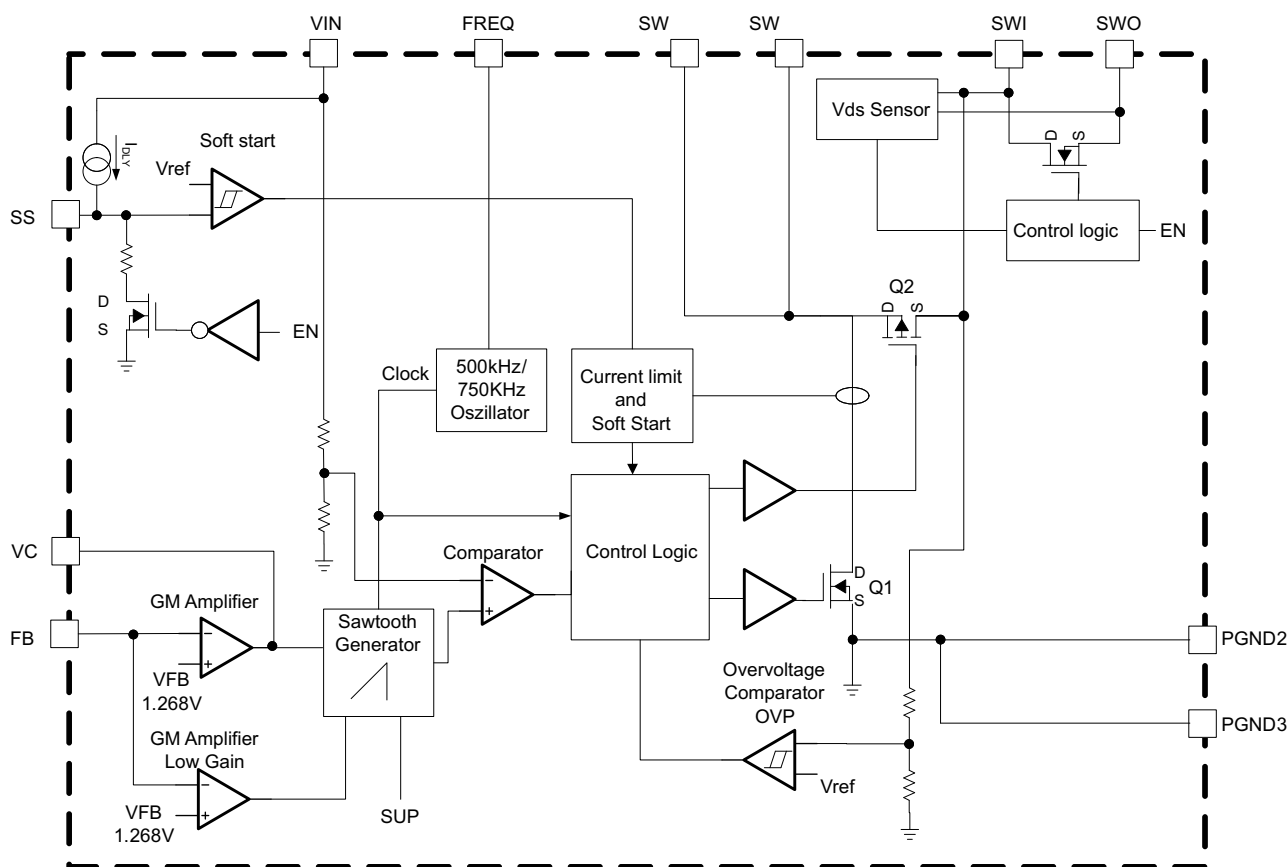 VIN
FREQ
SW
SW
SWI
SWO
Vds Sensor
Soft start
I DLY
Vref
D
S
SS
Control logic
EN
Q2
D
S
D
S
EN
Clock
500kHz/
750KHz
Oszillator
Current limit
and
Soft Start
VC
Comparator
Control Logic
GM Amplifier
D
Q1
S
Sawtooth
Generator
FB
PGND2
VFB
1.268V
Overvoltage
Comparator
OVP
PGND3
GM Amplifier
Low Gain
VFB
1.268V
SUP
Vref